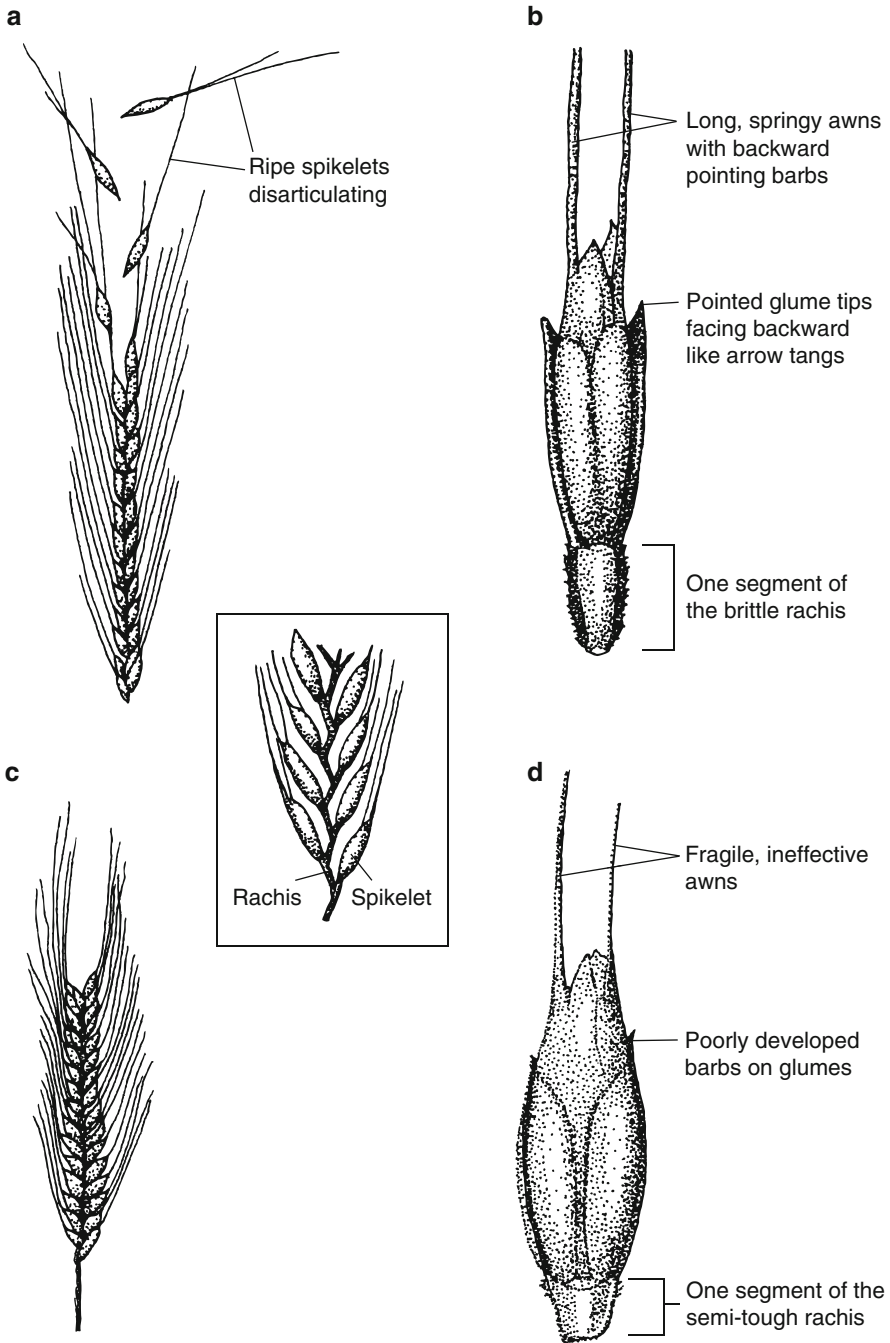 a
Ripe spikelets
disarticulating
b
Long, springy awns
with backward
pointing barbs
Pointed glume tips
facing backward
like arrow tangs
One segment of
the brittle rachis
c
Rachis
Spikelet
d
Fragile, ineffective
awns
Poorly developed
barbs on glumes
One segment of the
semi-tough rachis